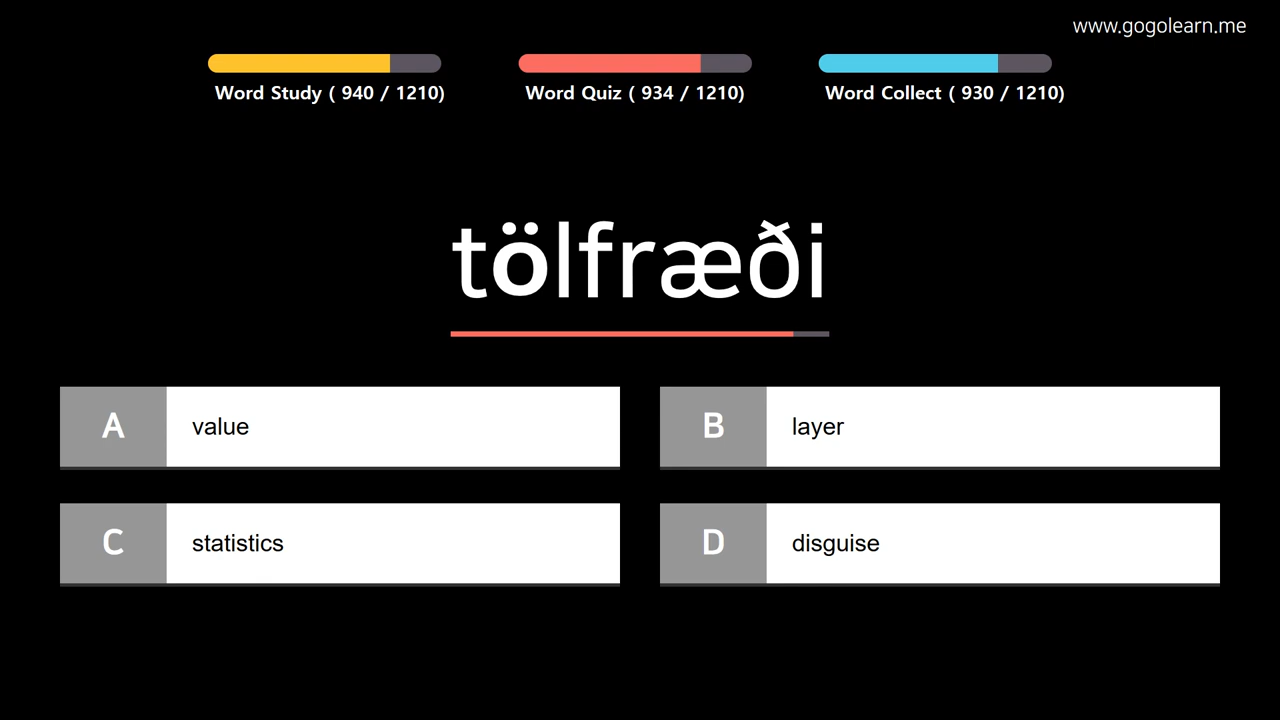 www.gogolearn.me
Word Study ( 940 / 1210)
Word Quiz ( 934 / 1210)
Word Collect ( 930 / 1210)
tölfræði
A value
B layer
C statistics
D disguise